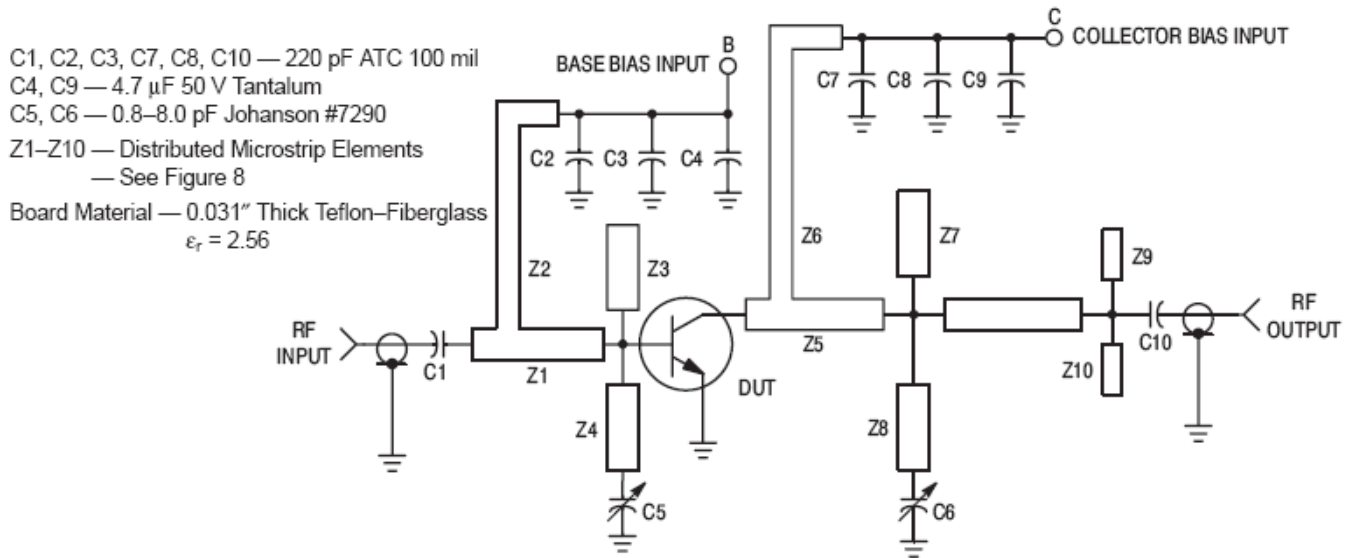 C1, C2, C3, C7, C8, C10 — 220 pF ATC 100 mil
C4, C9 — 4.7 μF 50 V Tantalum
C5, C6 — 0.8–8.0 pF Johanson #7290
Z1–Z10 — Distributed Microstrip Elements
— See Figure 8
Board Material — 0.031″ Thick Teflon–Fiberglass
εr = 2.56
B
BASE BIAS INPUT
C
COLLECTOR BIAS INPUT
C7
C8
C9
C2
C3
C4
Z2
Z3
Z6
Z7
Z9
RF
INPUT
C1
Z1
DUT
Z5
Z10
C10
RF
OUTPUT
Z4
Z8
C5
C6